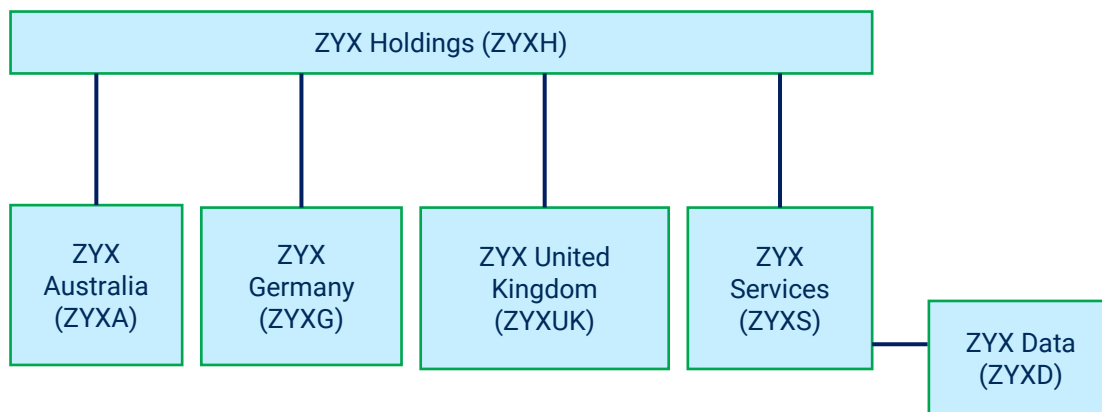 ZYX Holdings (ZYXH)
ZYX
Australia
(ZYXA)
ZYX
Germany
(ZYXG)
ZYX United
Kingdom
(ZYXUK)
ZYX
Services
(ZYXS)
ZYX Data
(ZYXD)